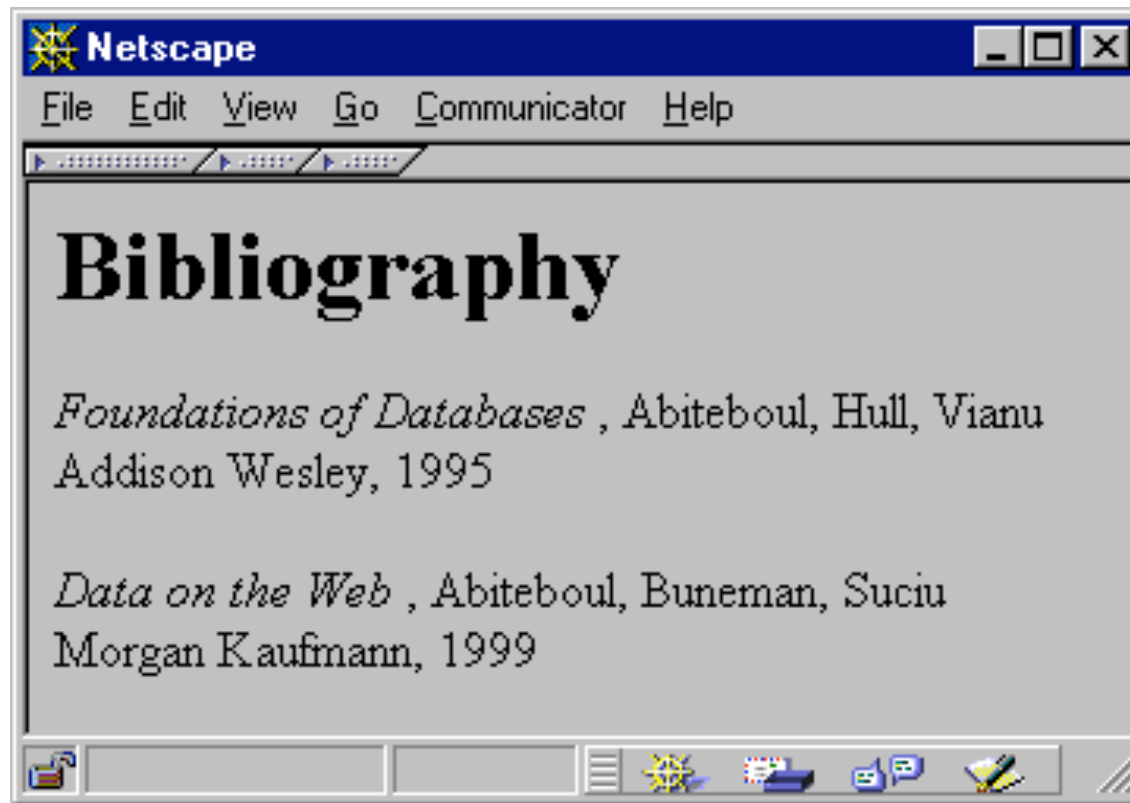 Netscape
File Edit View Go Communicator Help
Bibliography
Foundations of Databases , Abiteboul, Hull, Vianu
Addison Wesley, 1995
Data on the Web , Abiteboul, Buneman, Suciu
Morgan Kaufmann, 1999